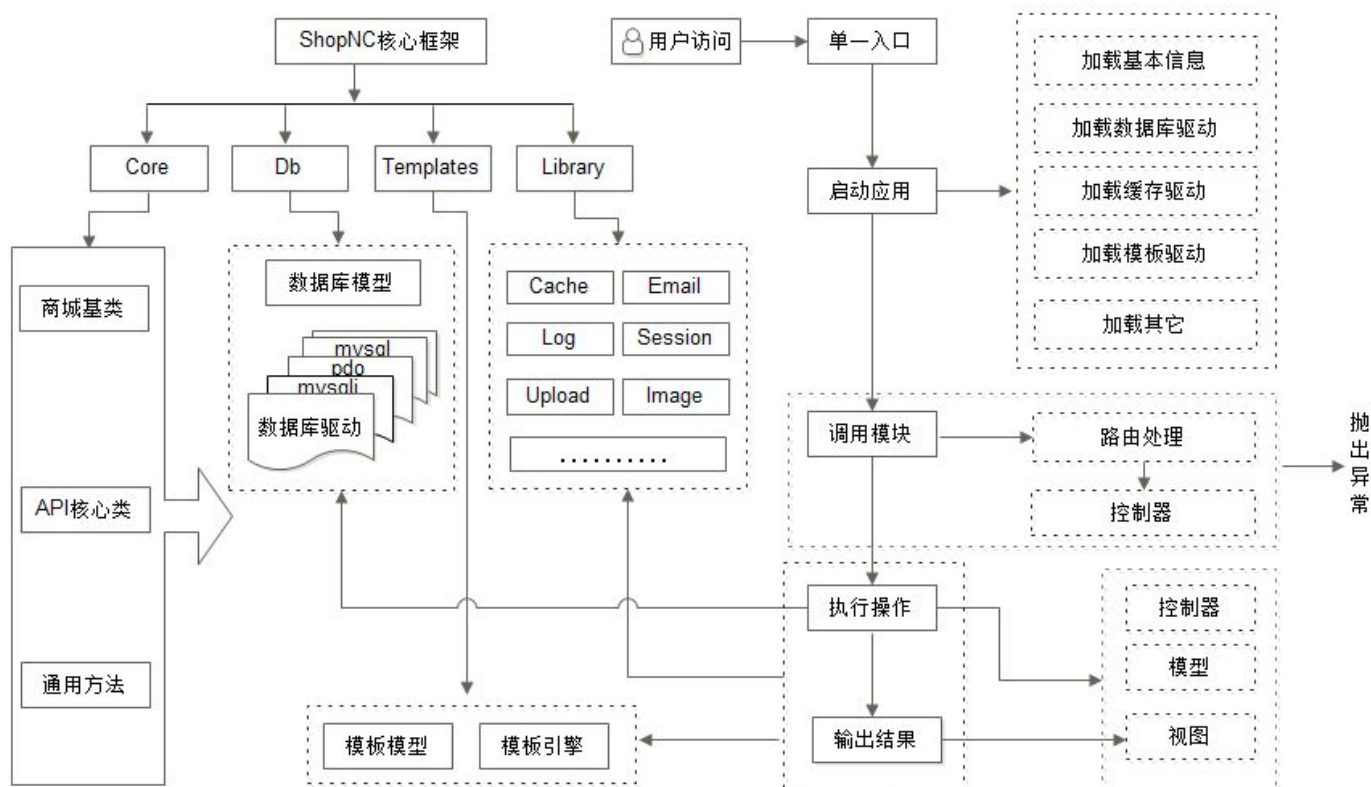 ShopNC核心框架
用户访问
单一入口
加载基本信息
加载数据库驱动
加载缓存驱动
加载模板驱动
加载其它
Core
Db
Templates
Library
启动应用
商城基类
API核心类
通用方法
数据库模型
mysql
pdo
mysqli
数据库驱动
Cache
Email
Log
Session
Upload
Image
..........
调用模块
路由处理
控制器
抛出异常
执行操作
控制器
模型
视图
输出结果
模板模型
模板引擎